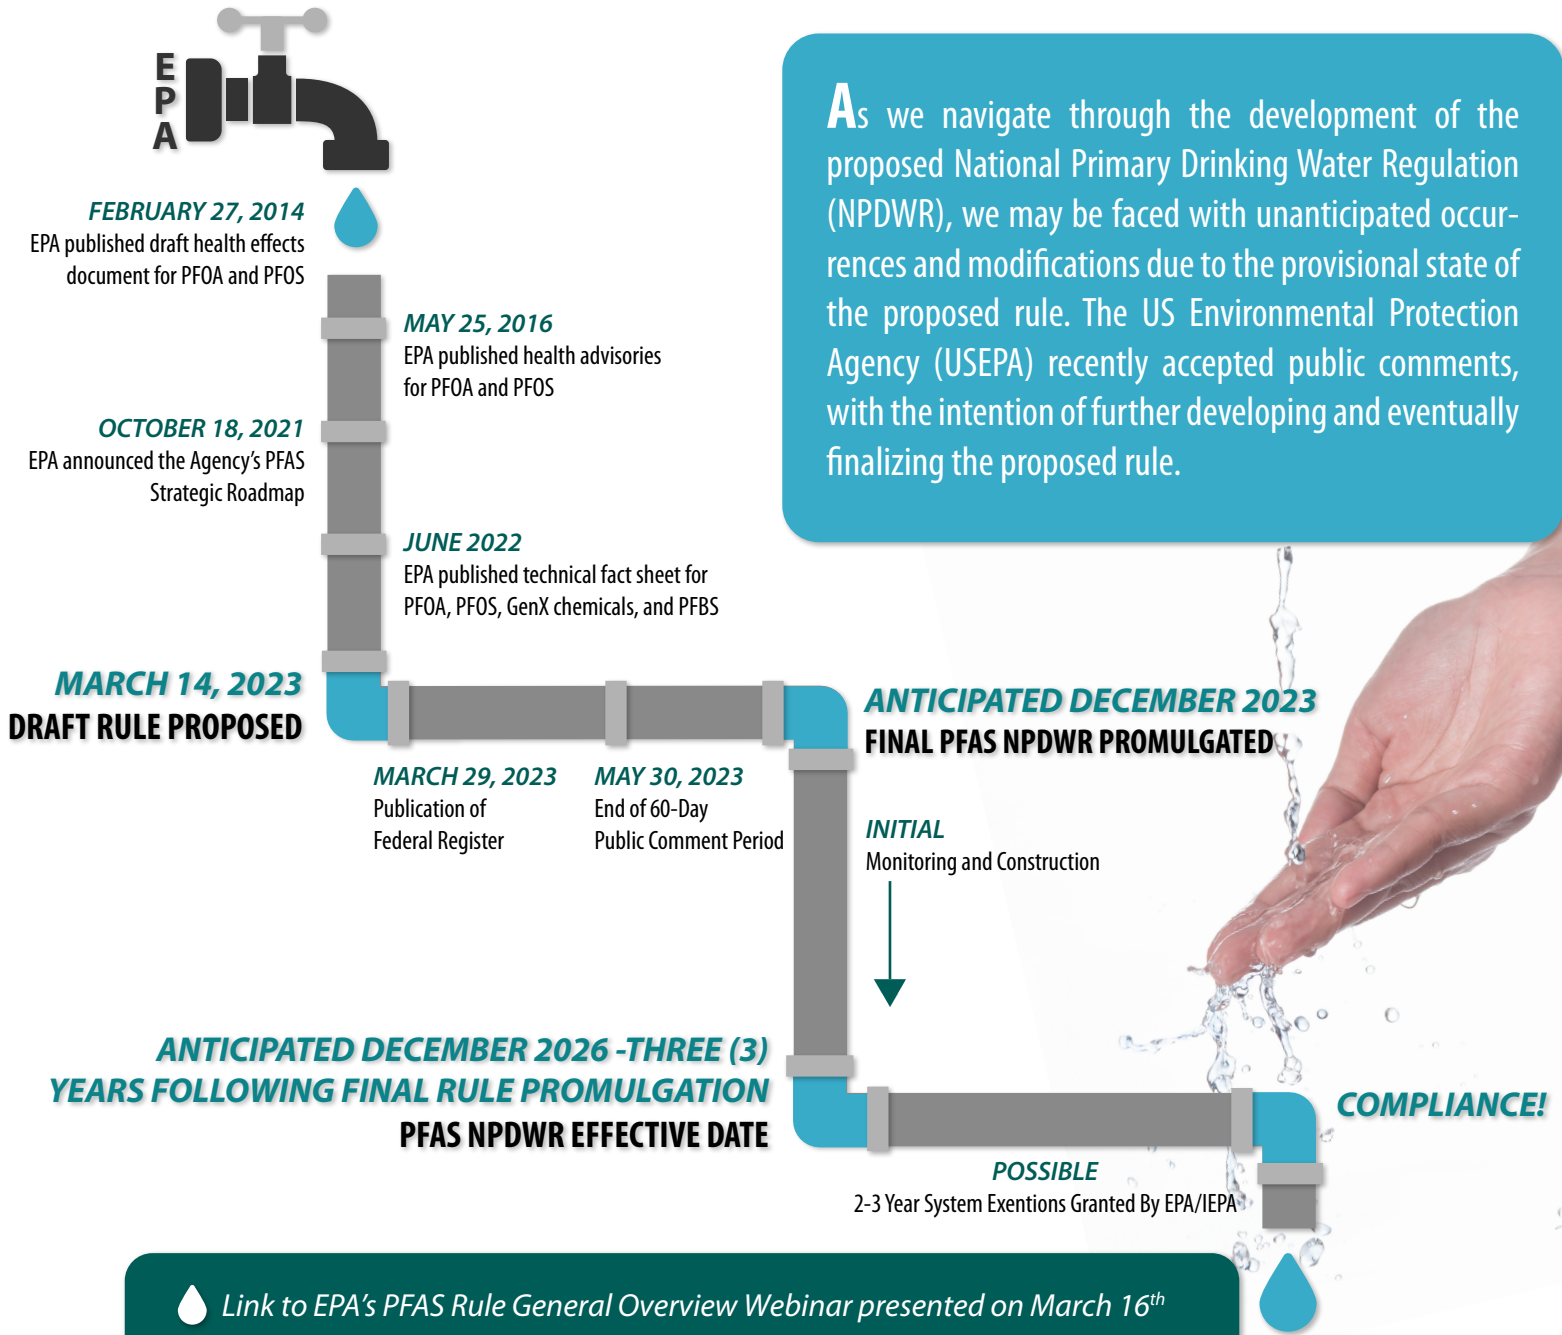 EPA
As we navigate through the development of the
proposed National Primary Drinking Water Regulation
(NPDWR), we may be faced with unanticipated occur-
rences and modifications due to the provisional state of
the proposed rule. The US Environmental Protection
Agency (USEPA) recently accepted public comments,
with the intention of further developing and eventually
finalizing the proposed rule.
FEBRUARY 27, 2014
EPA published draft health effects
document for PFOA and PFOS
MAY 25, 2016
EPA published health advisories
for PFOA and PFOS
OCTOBER 18, 2021
EPA announced the Agency's PFAS
Strategic Roadmap
JUNE 2022
EPA published technical fact sheet for
PFOA, PFOS, GenX chemicals, and PFBS
MARCH 14, 2023
DRAFT RULE PROPOSED
MARCH 29, 2023
Publication of
Federal Register
MAY 30, 2023
End of 60-Day
Public Comment Period
ANTICIPATED DECEMBER 2023
FINAL PFAS NPDWR PROMULGATED
INITIAL
Monitoring and Construction
ANTICIPATED DECEMBER 2026 -THREE (3)
YEARS FOLLOWING FINAL RULE PROMULGATION
PFAS NPDWR EFFECTIVE DATE
POSSIBLE
2-3 Year System Exentions Granted By EPA/IEPA
COMPLIANCE!
Link to EPA's PFAS Rule General Overview Webinar presented on March 16th